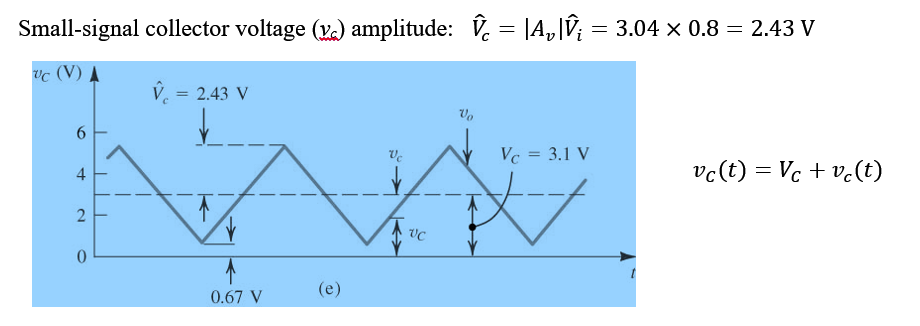 Small-signal collector voltage (vc) amplitude: V̂c = |Av|V̂i = 3.04 × 0.8 = 2.43 V
vC (V)
V̂c = 2.43 V
vo
6
vc
VC = 3.1 V
4
vC(t) = VC + vc(t)
2
vC
0
t
0.67 V
(e)